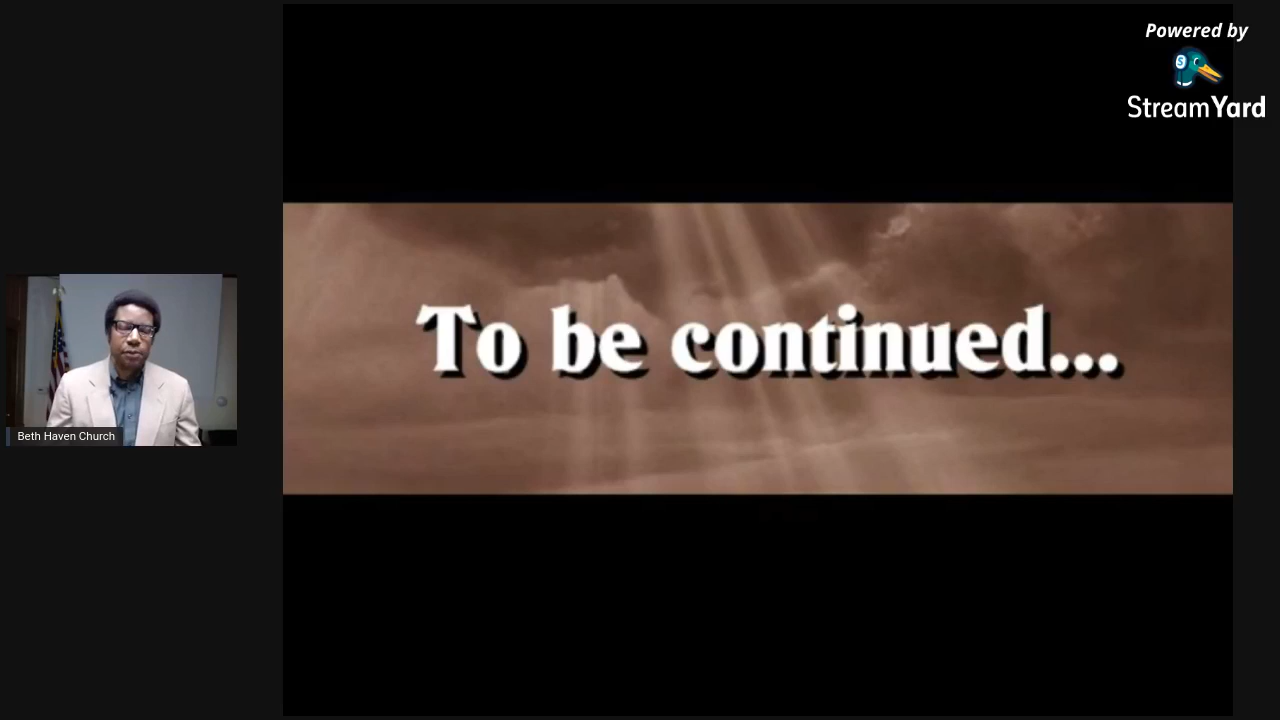 Powered by
S
StreamYard
To be continued...
Beth Haven Church